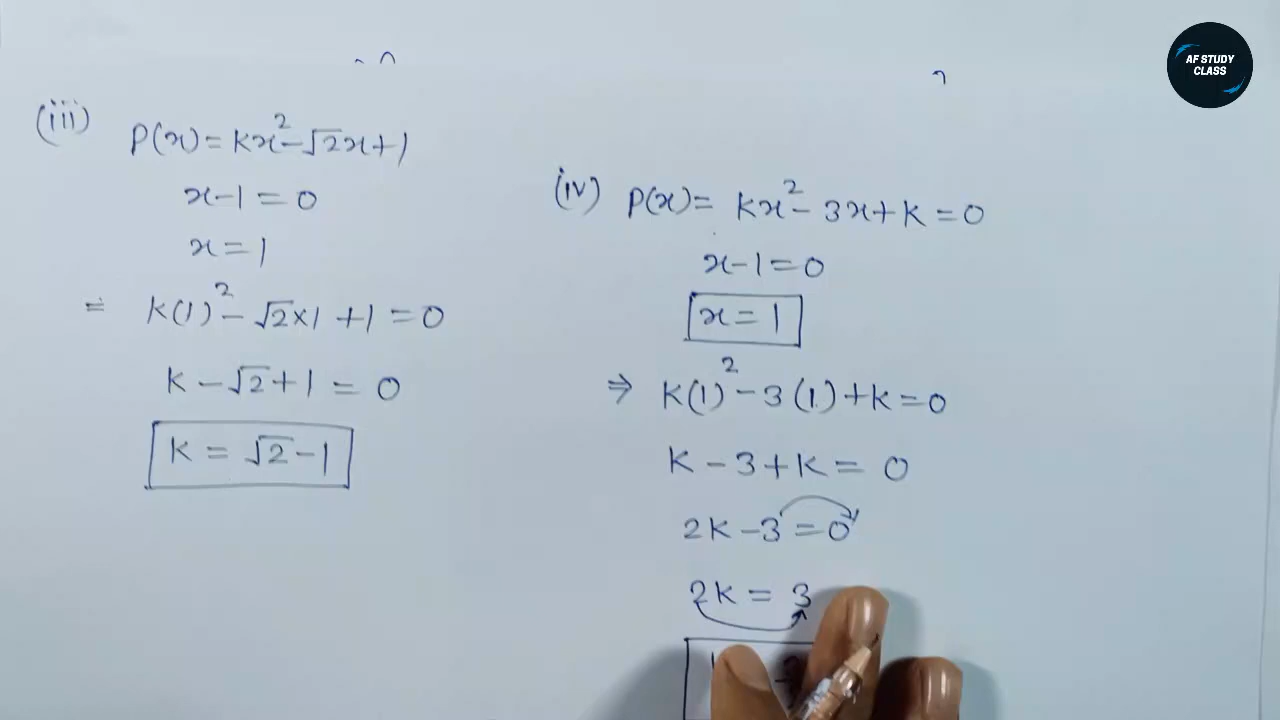 AF STUDY
CLASS
(iii) P(x) = kx² - √2x + 1
x - 1 = 0
x = 1
= k(1)² - √2 × 1 + 1 = 0
k - √2 + 1 = 0
k = √2 - 1
(iv) P(x) = kx² - 3x + k = 0
x - 1 = 0
x = 1
⇒ k(1)² - 3(1) + k = 0
k - 3 + k = 0
2k - 3 = 0
2k = 3